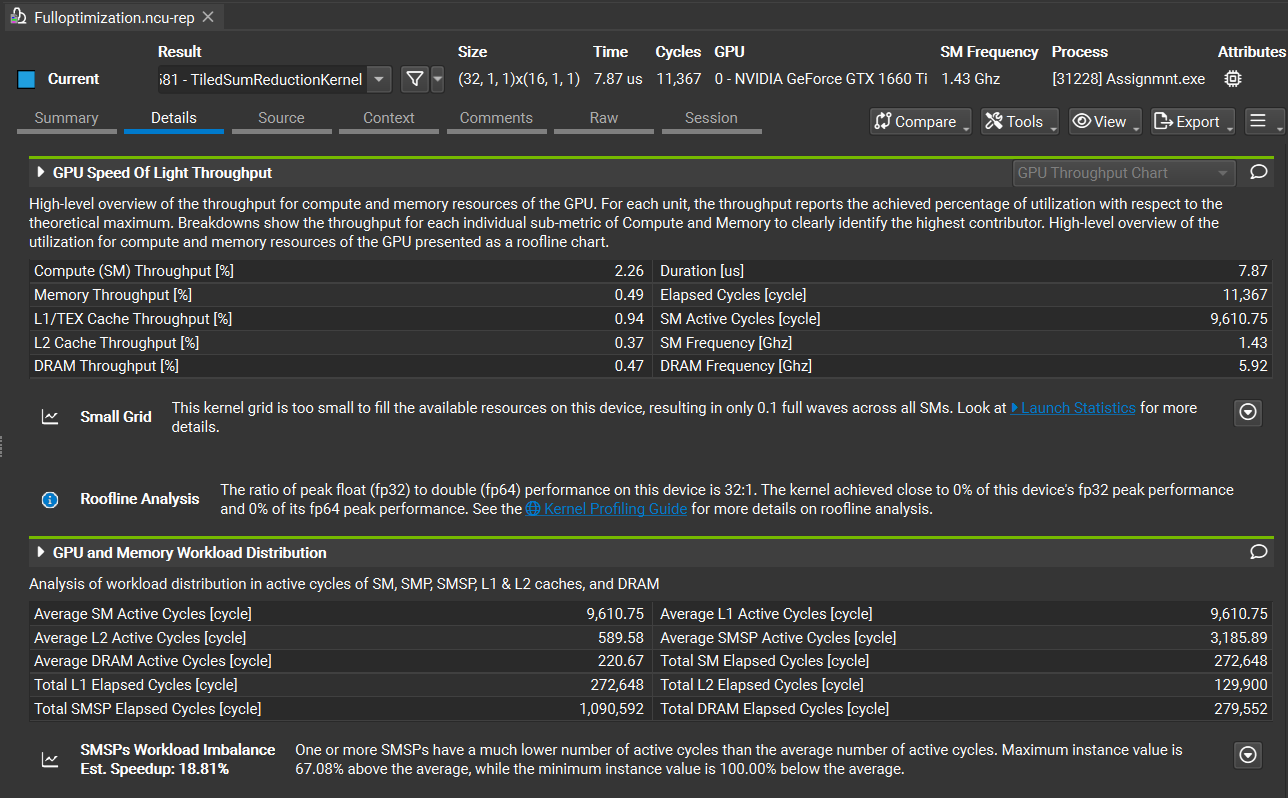 Fulloptimization.ncu-rep
Result Size Time Cycles GPU SM Frequency Process Attributes
Current 581 - TiledSumReductionKernel (32, 1, 1)x(16, 1, 1) 7.87 us 11,367 0 - NVIDIA GeForce GTX 1660 Ti 1.43 Ghz [31228] Assignmnt.exe
Summary Details Source Context Comments Raw Session Compare Tools View Export
GPU Speed Of Light Throughput GPU Throughput Chart
High-level overview of the throughput for compute and memory resources of the GPU. For each unit, the throughput reports the achieved percentage of utilization with respect to the
theoretical maximum. Breakdowns show the throughput for each individual sub-metric of Compute and Memory to clearly identify the highest contributor. High-level overview of the
utilization for compute and memory resources of the GPU presented as a roofline chart.
Compute (SM) Throughput [%] 2.26 Duration [us] 7.87
Memory Throughput [%] 0.49 Elapsed Cycles [cycle] 11,367
L1/TEX Cache Throughput [%] 0.94 SM Active Cycles [cycle] 9,610.75
L2 Cache Throughput [%] 0.37 SM Frequency [Ghz] 1.43
DRAM Throughput [%] 0.47 DRAM Frequency [Ghz] 5.92
Small Grid This kernel grid is too small to fill the available resources on this device, resulting in only 0.1 full waves across all SMs. Look at Launch Statistics for more
details.
Roofline Analysis The ratio of peak float (fp32) to double (fp64) performance on this device is 32:1. The kernel achieved close to 0% of this device's fp32 peak performance
and 0% of its fp64 peak performance. See the Kernel Profiling Guide for more details on roofline analysis.
GPU and Memory Workload Distribution
Analysis of workload distribution in active cycles of SM, SMP, SMSP, L1 & L2 caches, and DRAM
Average SM Active Cycles [cycle] 9,610.75 Average L1 Active Cycles [cycle] 9,610.75
Average L2 Active Cycles [cycle] 589.58 Average SMSP Active Cycles [cycle] 3,185.89
Average DRAM Active Cycles [cycle] 220.67 Total SM Elapsed Cycles [cycle] 272,648
Total L1 Elapsed Cycles [cycle] 272,648 Total L2 Elapsed Cycles [cycle] 129,900
Total SMSP Elapsed Cycles [cycle] 1,090,592 Total DRAM Elapsed Cycles [cycle] 279,552
SMSPs Workload Imbalance One or more SMSPs have a much lower number of active cycles than the average number of active cycles. Maximum instance value is
Est. Speedup: 18.81% 67.08% above the average, while the minimum instance value is 100.00% below the average.